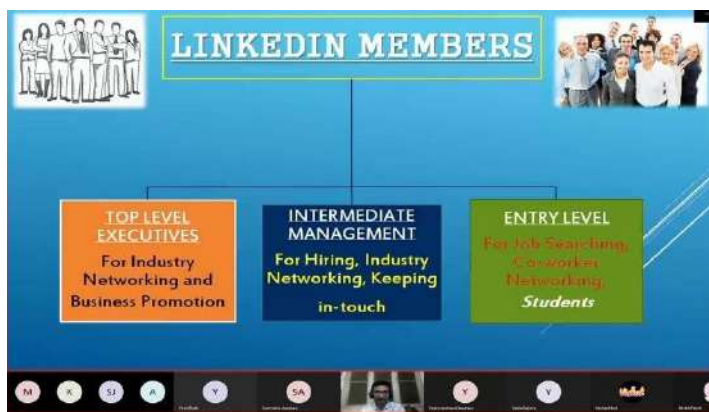 LINKEDIN MEMBERS
TOP LEVEL
EXECUTIVES
For Industry
Networking and
Business Promotion
INTERMEDIATE
MANAGEMENT
For Hiring, Industry
Networking, Keeping
in-touch
ENTRY LEVEL
For Job Searching,
Co-worker
Networking,
Students
M K SJ A Y SA Y Y